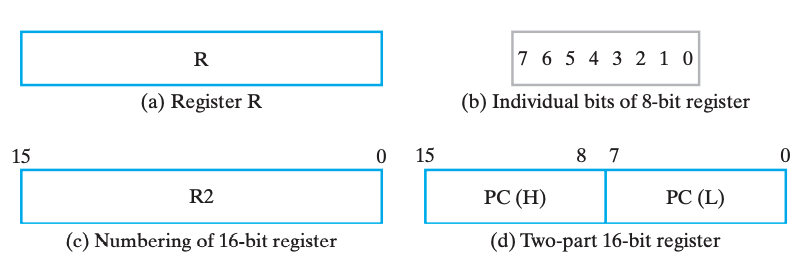 R
(a) Register R
7 6 5 4 3 2 1 0
(b) Individual bits of 8-bit register
15 0
R2
(c) Numbering of 16-bit register
15 8 7 0
PC (H) PC (L)
(d) Two-part 16-bit register